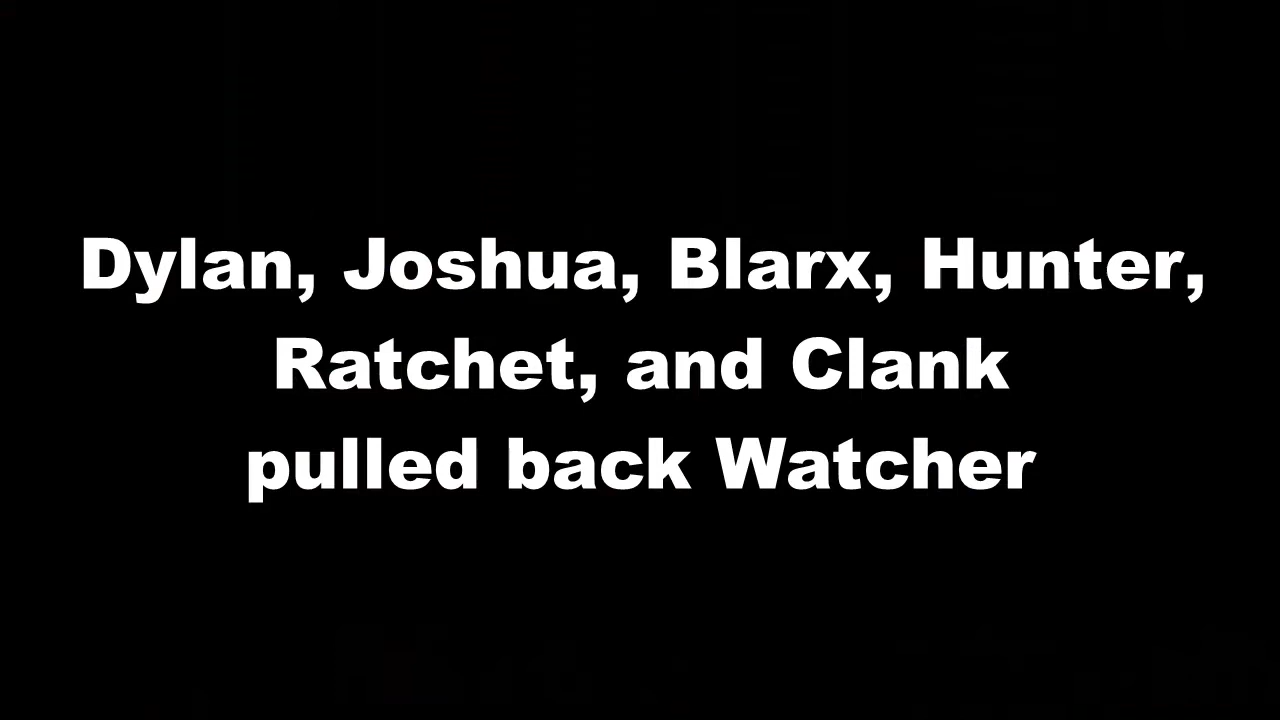 Dylan, Joshua, Blarx, Hunter,
Ratchet, and Clank
pulled back Watcher